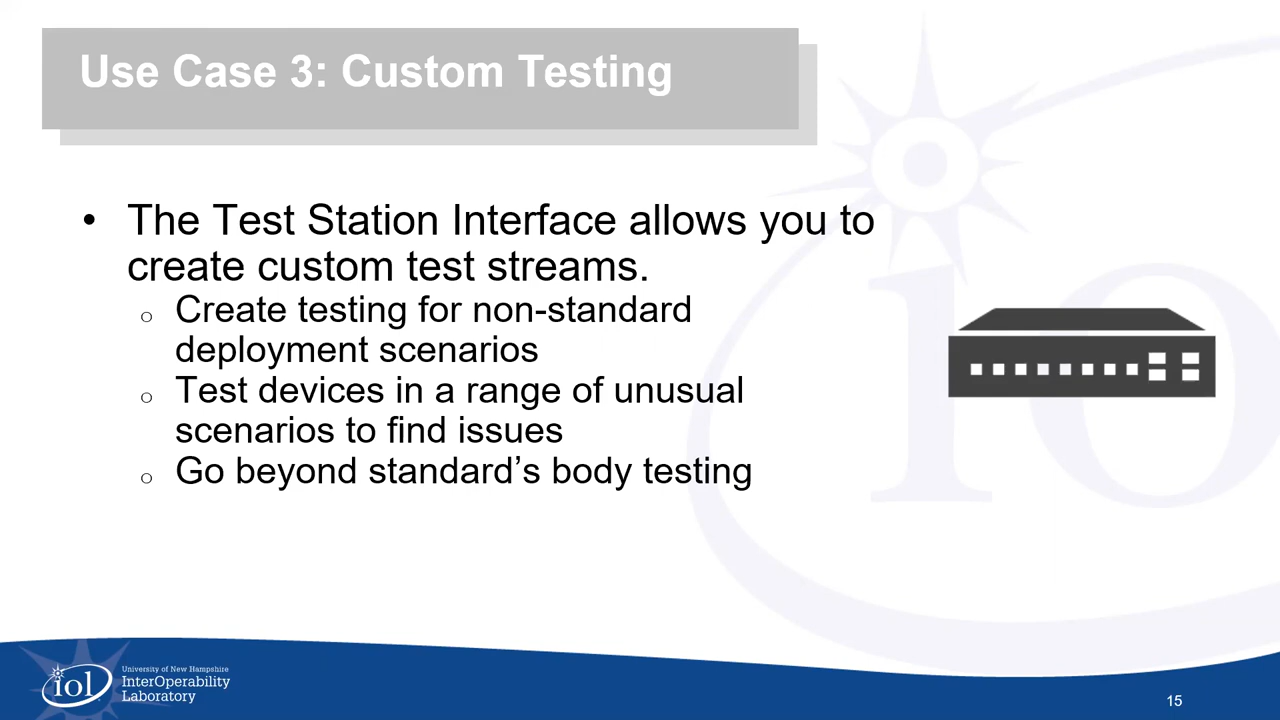 Use Case 3: Custom Testing
• The Test Station Interface allows you to
create custom test streams.
o Create testing for non-standard
deployment scenarios
o Test devices in a range of unusual
scenarios to find issues
o Go beyond standard’s body testing
iol
University of New Hampshire
InterOperability
Laboratory
15